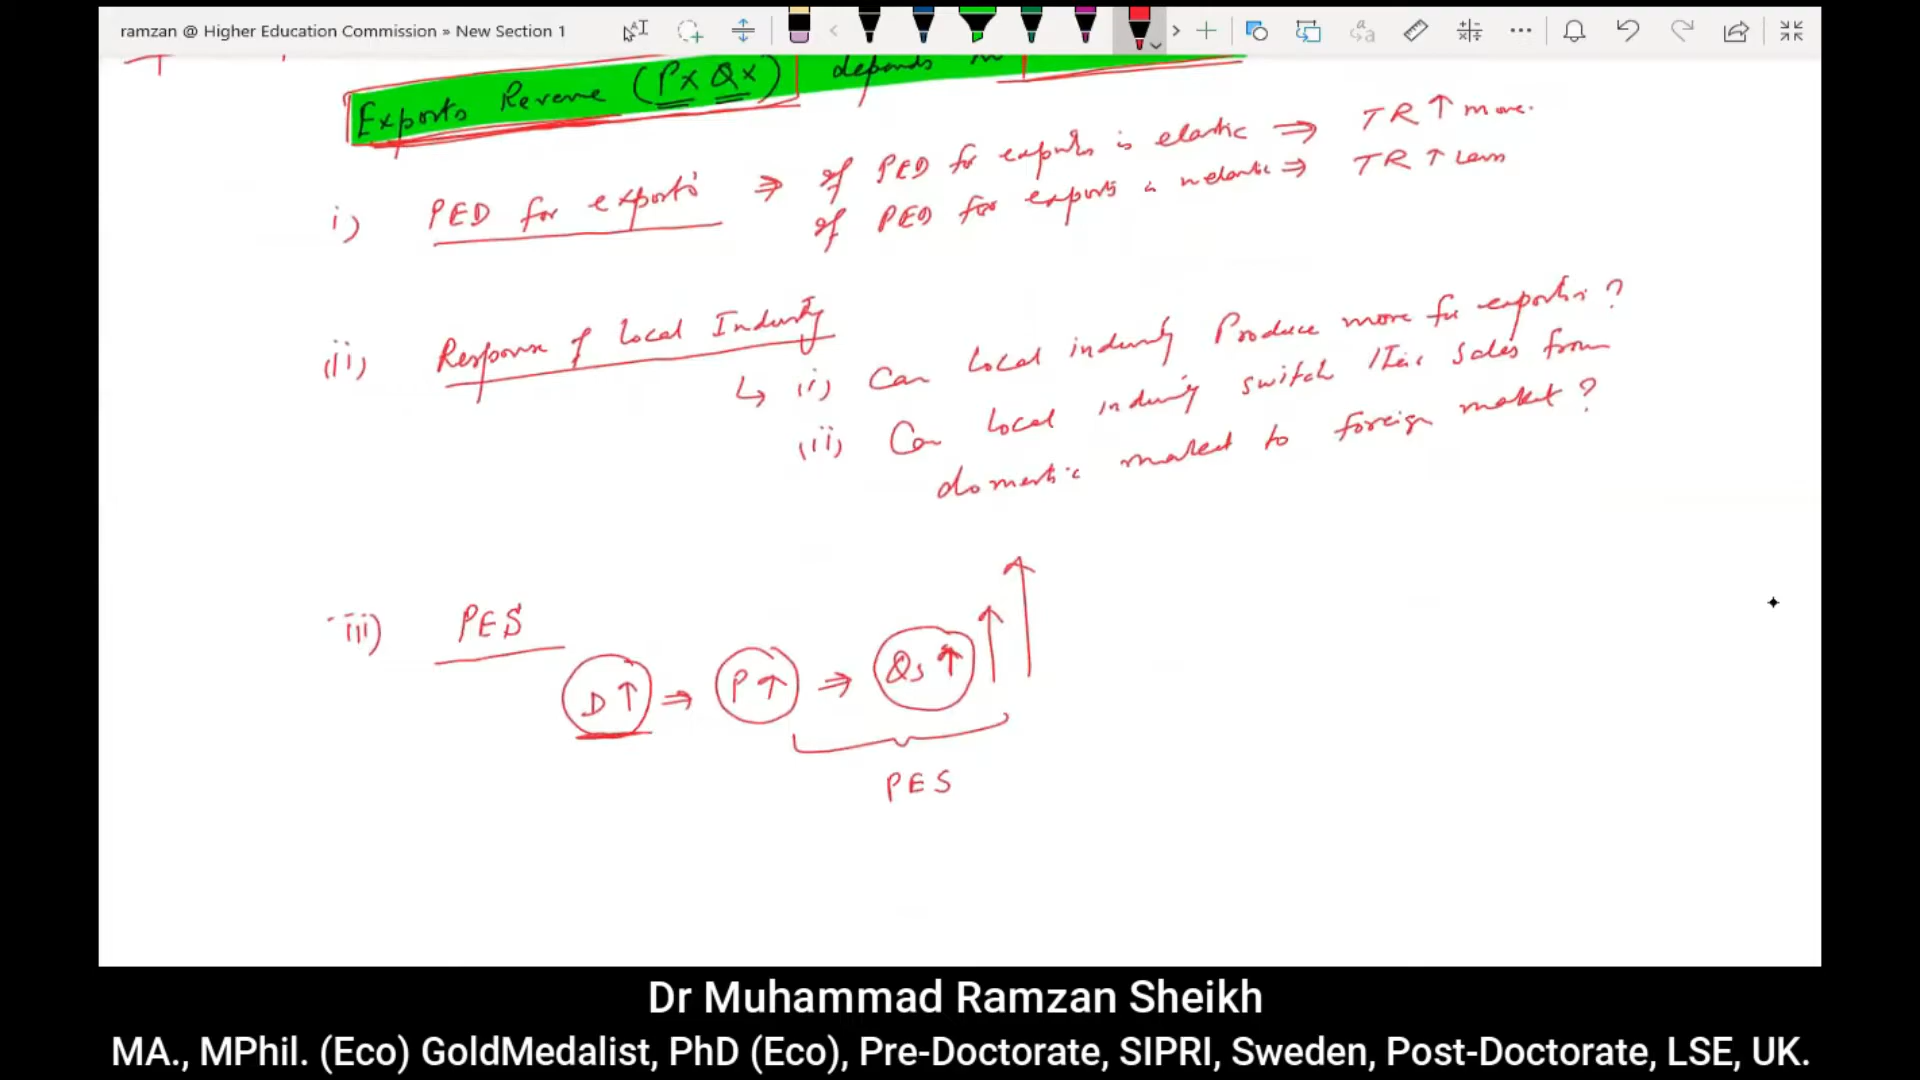 ramzan @ Higher Education Commission » New Section 1
Exports Revenue (Px Qx) depends on
i) PED for exports ⇒ If PED for exports is elastic ⇒ TR ↑ more.
If PED for exports is inelastic ⇒ TR ↑ Less
(ii) Response of Local Industry
↳ (i) Can Local industry Produce more for exports?
(ii) Can Local industry switch their sales from
domestic market to foreign market?
iii) PES
D↑ ⇒ P↑ ⇒ Qs↑
PES
Dr Muhammad Ramzan Sheikh
MA., MPhil. (Eco) GoldMedalist, PhD (Eco), Pre-Doctorate, SIPRI, Sweden, Post-Doctorate, LSE, UK.